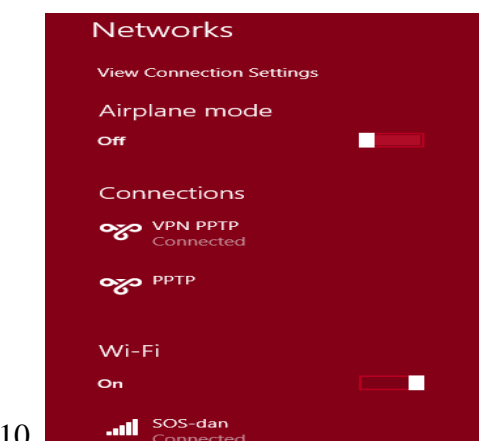 Networks
View Connection Settings
Airplane mode
Off
Connections
VPN PPTP
Connected
PPTP
Wi-Fi
On
SOS-dan
Connected
10